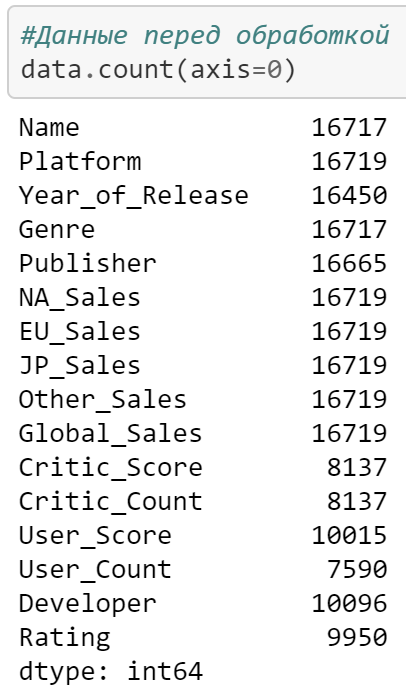 #Данные перед обработкой
data.count(axis=0)
Name 16717
Platform 16719
Year_of_Release 16450
Genre 16717
Publisher 16665
NA_Sales 16719
EU_Sales 16719
JP_Sales 16719
Other_Sales 16719
Global_Sales 16719
Critic_Score 8137
Critic_Count 8137
User_Score 10015
User_Count 7590
Developer 10096
Rating 9950
dtype: int64